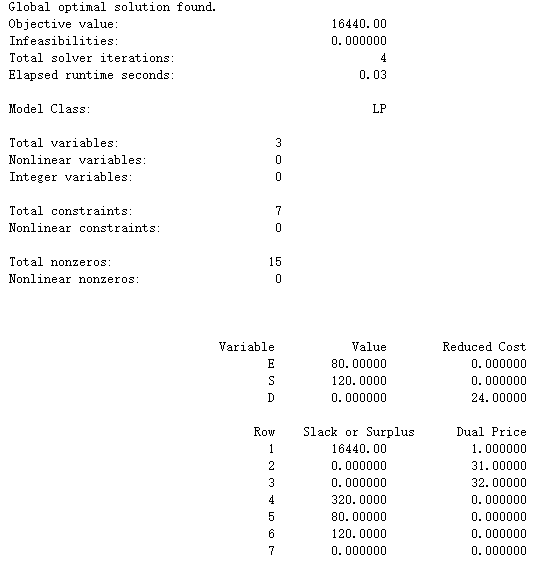 Global optimal solution found.
Objective value: 16440.00
Infeasibilities: 0.000000
Total solver iterations: 4
Elapsed runtime seconds: 0.03
Model Class: LP
Total variables: 3
Nonlinear variables: 0
Integer variables: 0
Total constraints: 7
Nonlinear constraints: 0
Total nonzeros: 15
Nonlinear nonzeros: 0
Variable Value Reduced Cost
E 80.00000 0.000000
S 120.0000 0.000000
D 0.000000 24.00000
Row Slack or Surplus Dual Price
1 16440.00 1.000000
2 0.000000 31.00000
3 0.000000 32.00000
4 320.0000 0.000000
5 80.00000 0.000000
6 120.0000 0.000000
7 0.000000 0.000000